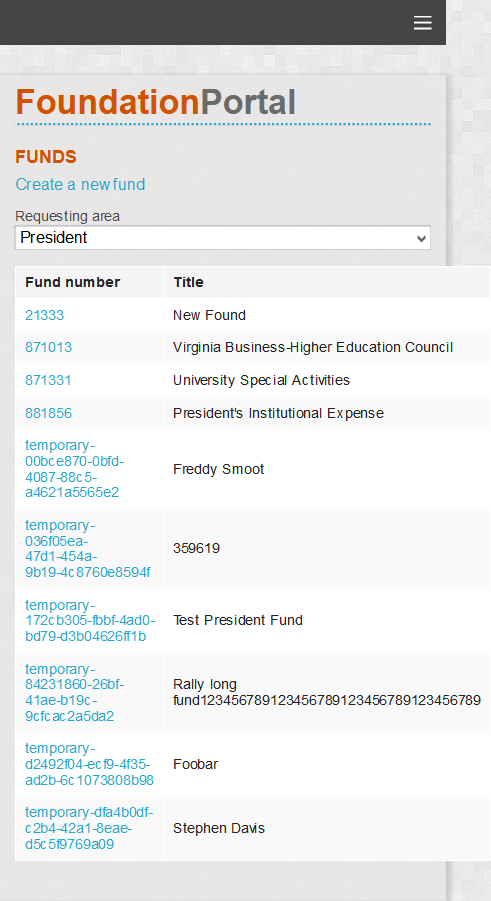 FoundationPortal
FUNDS
Create a new fund
Requesting area
President
Fund number Title
21333 New Found
871013 Virginia Business-Higher Education Council
871331 University Special Activities
881856 President's Institutional Expense
temporary-
00bce870-0bfd-
4087-88c5-
a4621a5565e2
Freddy Smoot
temporary-
036f05ea-
47d1-454a-
9b19-4c8760e8594f
359619
temporary-
172cb305-fbbf-4ad0-
bd79-d3b04626ff1b
Test President Fund
temporary-
84231860-26bf-
41ae-b19c-
9cfcac2a5da2
Rally long
fund123456789123456789123456789123456789
temporary-
d2492f04-ecf9-4f35-
ad2b-6c1073808b98
Foobar
temporary-dfa4b0df-
c2b4-42a1-8eae-
d5c5f9769a09
Stephen Davis